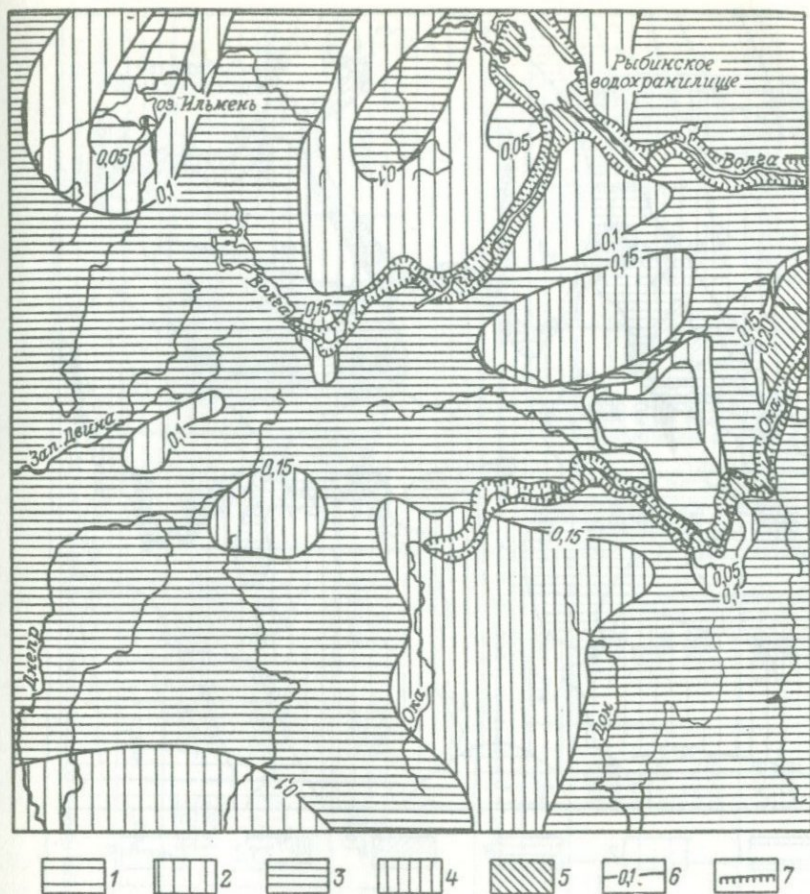 Рыбинское
водохранилище
оз. Ильмень
0,05
0,1
0,1
0,05
Волга
0,1
0,15
Волга
0,15
0,15
0,20
Ока
Зап. Двина
0,1
0,15
0,15
0,05
0,1
Днепр
Ока
Дон
0,1
1 2 3 4 5 0,1 6 7